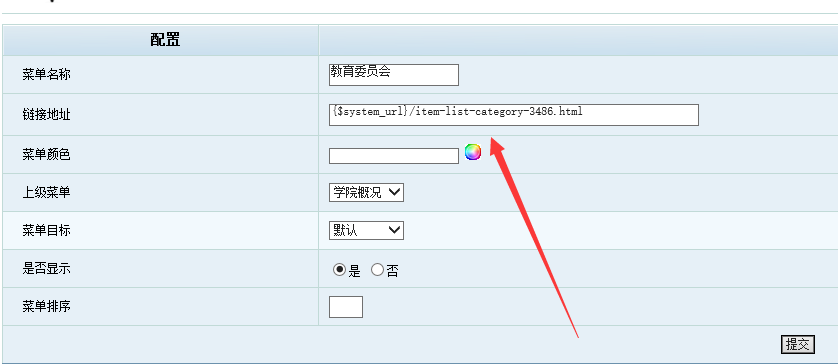 配置
菜单名称 教育委员会
链接地址 {$system_url}/item-list-category-3486.html
菜单颜色
上级菜单 学院概况
菜单目标 默认
是否显示 是 否
菜单排序
提交